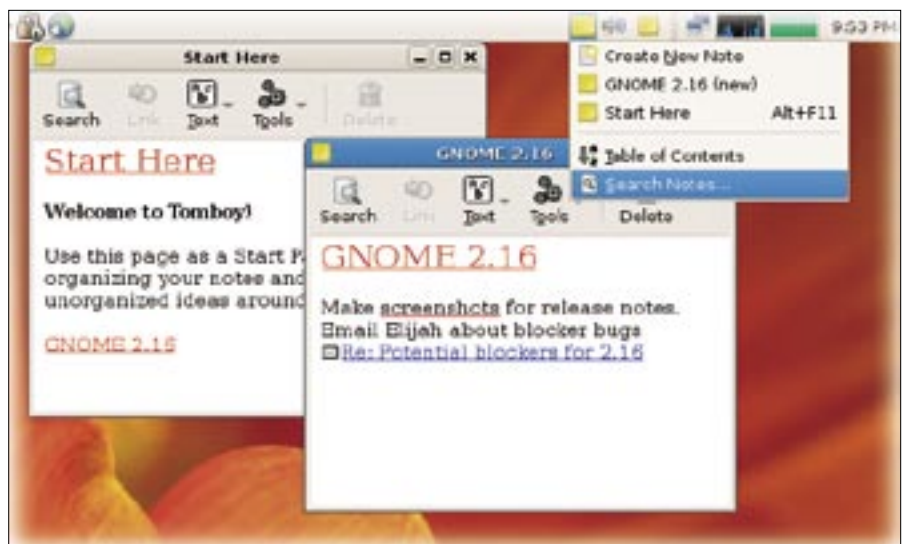 9:53 PM
Start Here
Search Link Text Tools Delete
Start Here
Welcome to Tomboy!
Use this page as a Start P
organizing your notes and
unorganized ideas around
GNOME 2.16
GNOME 2.16
Search Link Text Tools Delete
GNOME 2.16
Make screenshots for release notes.
Email Elijah about blocker bugs
Re: Potential blockers for 2.16
Create New Note
GNOME 2.16 (new)
Start Here Alt+F11
Table of Contents
Search Notes...